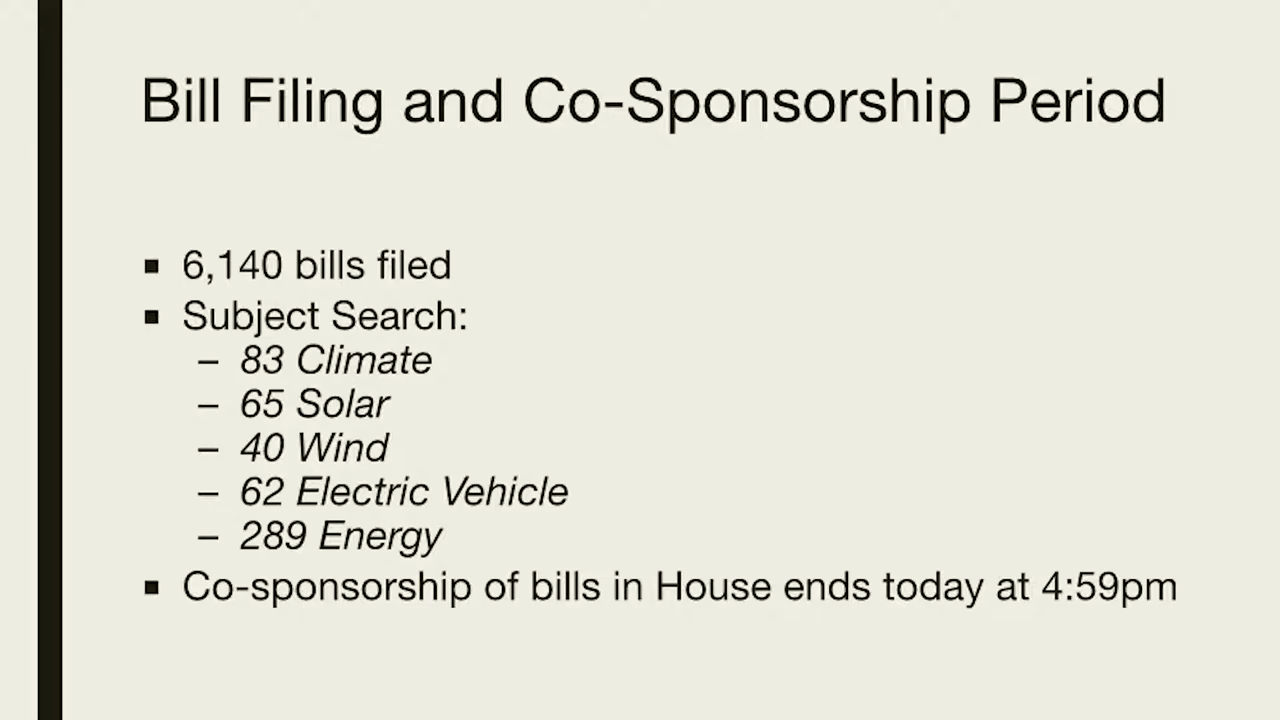 Bill Filing and Co-Sponsorship Period
▪ 6,140 bills filed
▪ Subject Search:
– 83 Climate
– 65 Solar
– 40 Wind
– 62 Electric Vehicle
– 289 Energy
▪ Co-sponsorship of bills in House ends today at 4:59pm